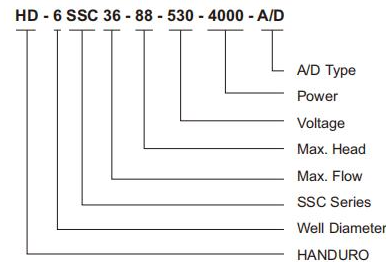 HD - 6 SSC 36 - 88 - 530 - 4000 - A/D
A/D Type
Power
Voltage
Max. Head
Max. Flow
SSC Series
Well Diameter
HANDURO